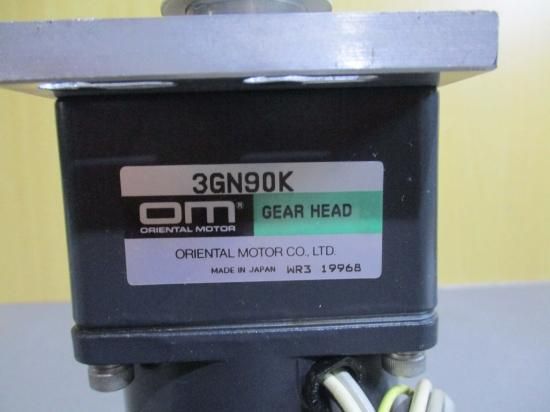 3GN90K
om®
ORIENTAL MOTOR
GEAR HEAD
ORIENTAL MOTOR CO., LTD.
MADE IN JAPAN WR3 19968